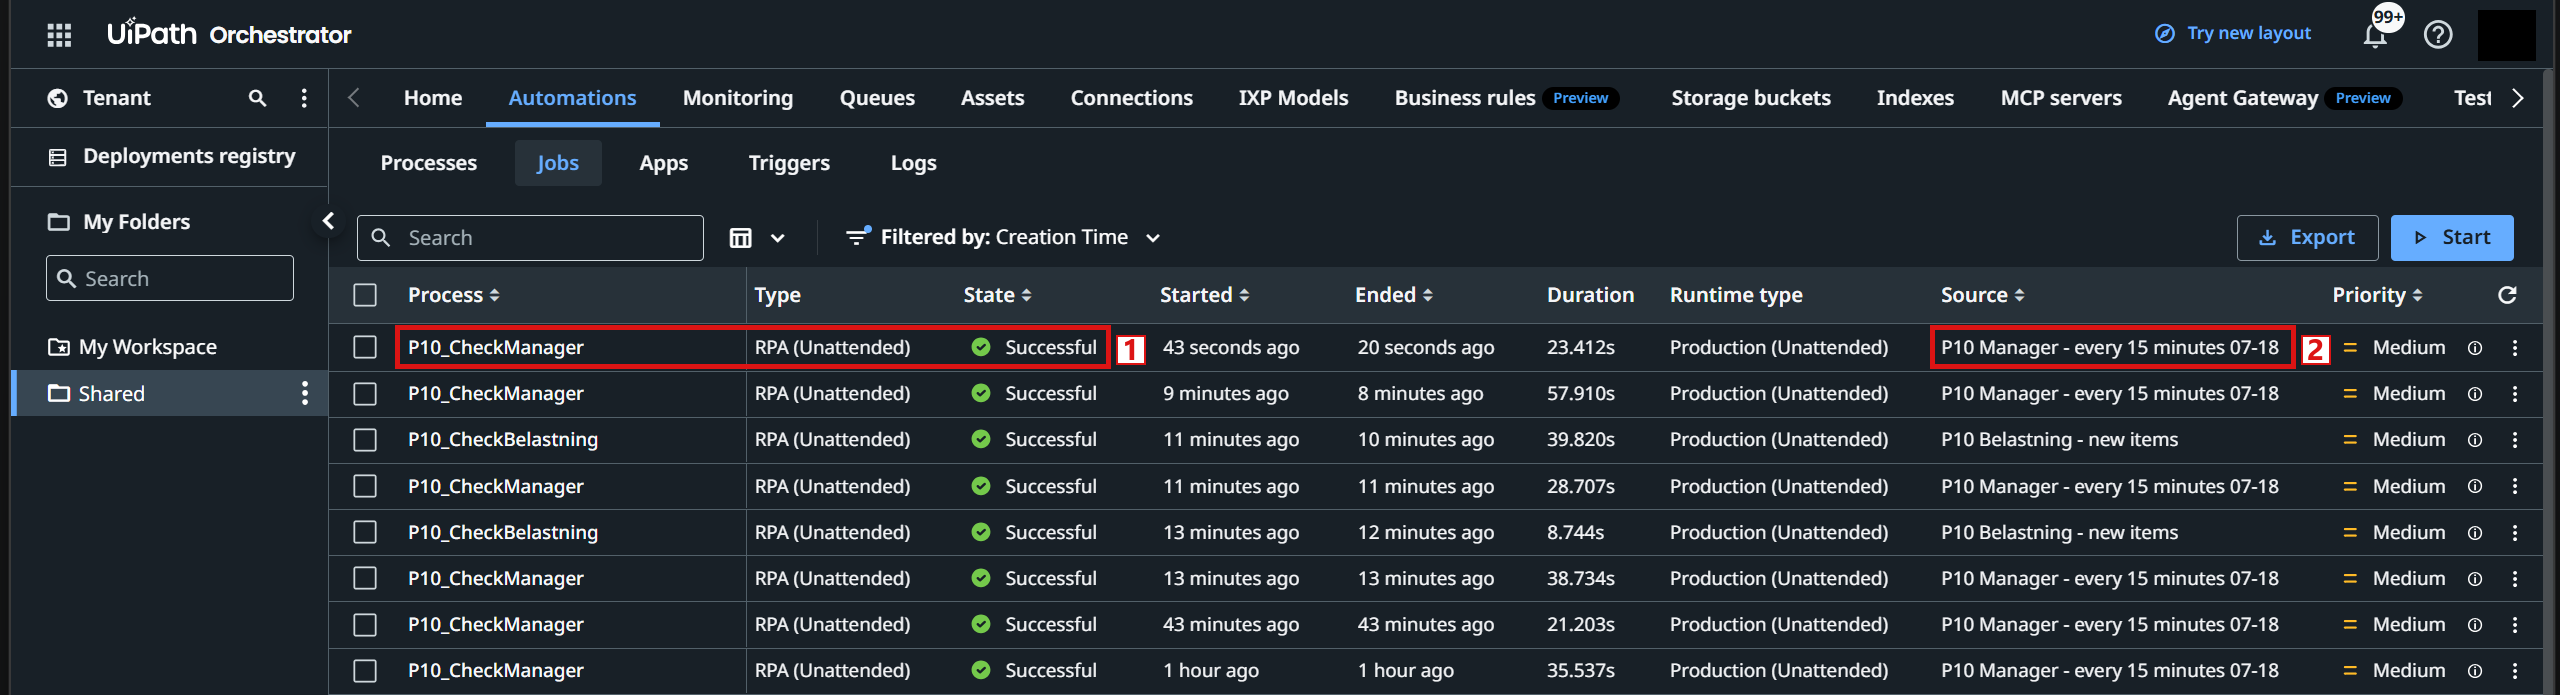 UiPath Orchestrator
Try new layout
99+
Tenant
Home Automations Monitoring Queues Assets Connections IXP Models Business rules Preview Storage buckets Indexes MCP servers Agent Gateway Preview Test
Deployments registry
Processes Jobs Apps Triggers Logs
My Folders
Search
My Workspace
Shared
Search
Filtered by: Creation Time
Export
Start
Process Type State Started Ended Duration Runtime type Source Priority
P10_CheckManager RPA (Unattended) Successful 1 43 seconds ago 20 seconds ago 23.412s Production (Unattended) P10 Manager - every 15 minutes 07-18 2 Medium
P10_CheckManager RPA (Unattended) Successful 9 minutes ago 8 minutes ago 57.910s Production (Unattended) P10 Manager - every 15 minutes 07-18 Medium
P10_CheckBelastning RPA (Unattended) Successful 11 minutes ago 10 minutes ago 39.820s Production (Unattended) P10 Belastning - new items Medium
P10_CheckManager RPA (Unattended) Successful 11 minutes ago 11 minutes ago 28.707s Production (Unattended) P10 Manager - every 15 minutes 07-18 Medium
P10_CheckBelastning RPA (Unattended) Successful 13 minutes ago 12 minutes ago 8.744s Production (Unattended) P10 Belastning - new items Medium
P10_CheckManager RPA (Unattended) Successful 13 minutes ago 13 minutes ago 38.734s Production (Unattended) P10 Manager - every 15 minutes 07-18 Medium
P10_CheckManager RPA (Unattended) Successful 43 minutes ago 43 minutes ago 21.203s Production (Unattended) P10 Manager - every 15 minutes 07-18 Medium
P10_CheckManager RPA (Unattended) Successful 1 hour ago 1 hour ago 35.537s Production (Unattended) P10 Manager - every 15 minutes 07-18 Medium